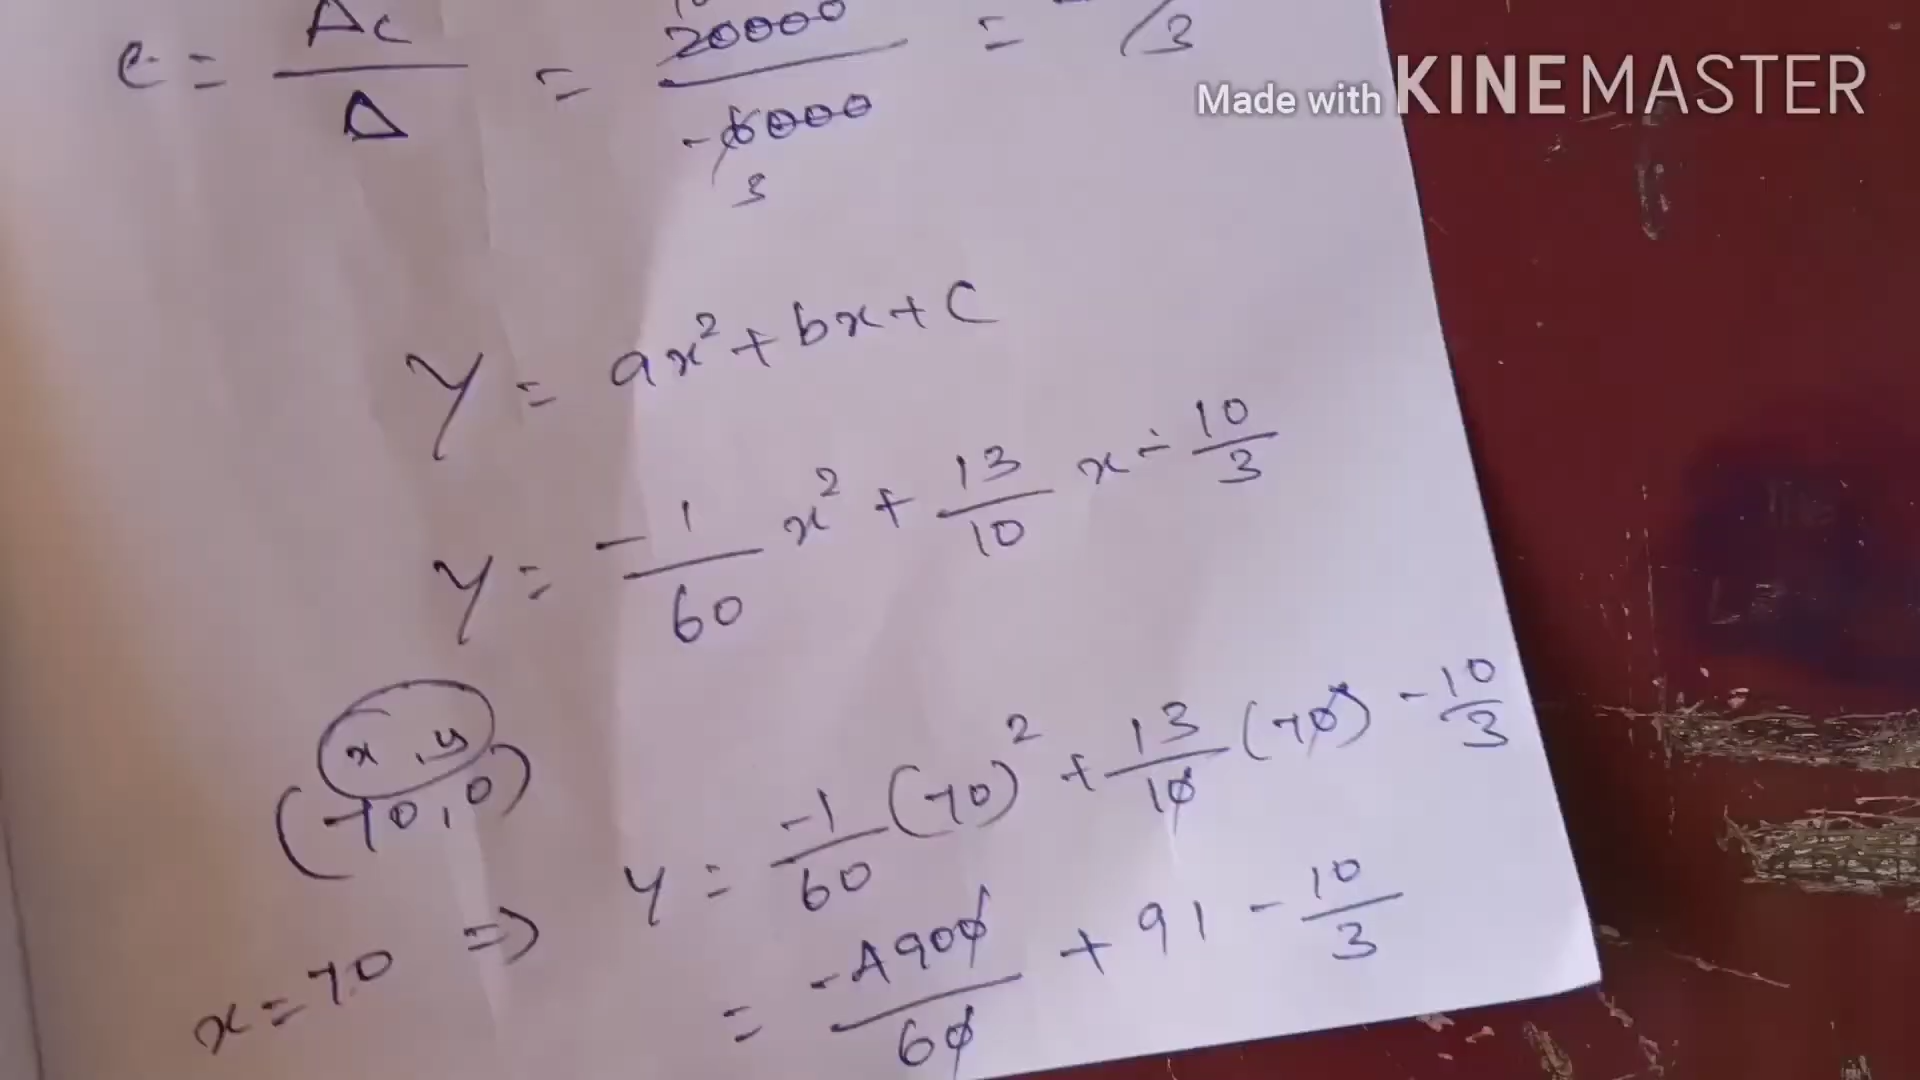 c = Δc / Δ = 20000 / -6000 = /3
3
Made with KINEMASTER
y = ax² + bx + c
y = -1/60 x² + 13/10 x - 10/3
x, y
(70, 0)
x = 70 ⇒ y = -1/60 (70)² + 13/10 (70) - 10/3
= -4900/60 + 91 - 10/3